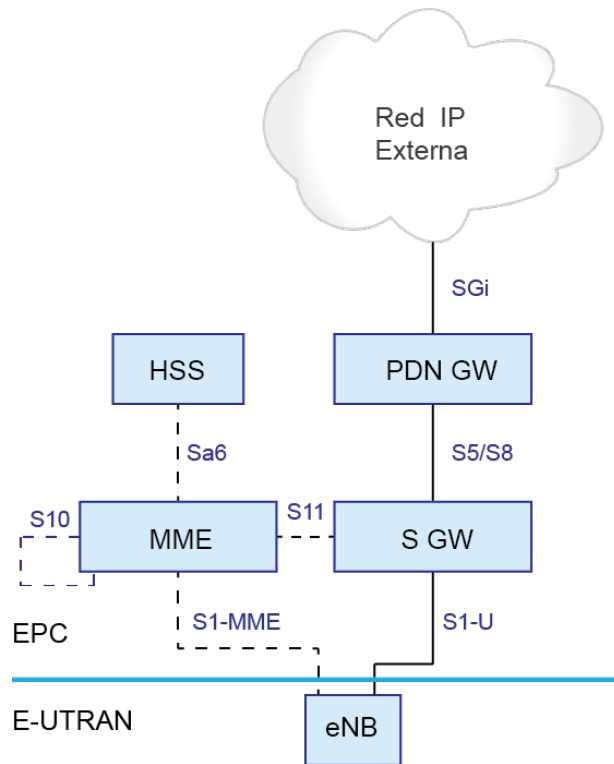 Red IP
Externa
SGi
HSS
PDN GW
Sa6
S5/S8
S10
MME
S11
S GW
S1-MME
S1-U
EPC
E-UTRAN
eNB